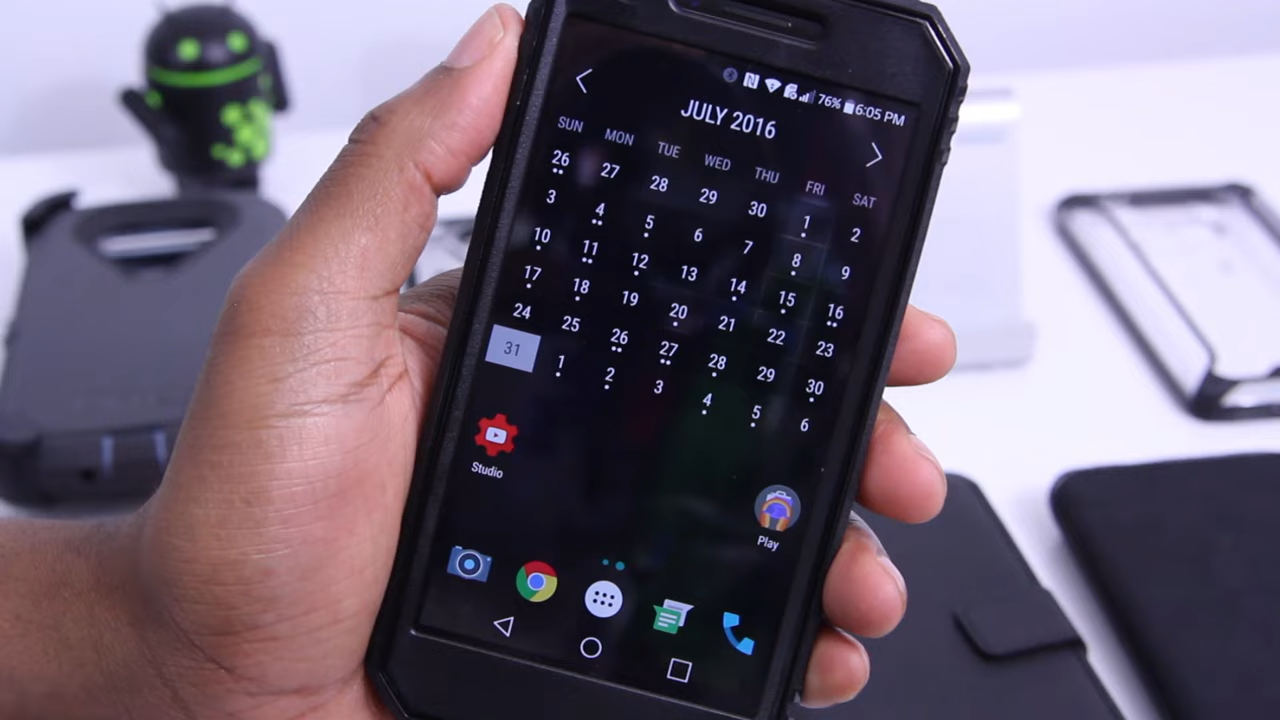 76% 6:05 PM
JULY 2016
SUN MON TUE WED THU FRI SAT
26 27 28 29 30 1 2
3 4 5 6 7 8 9
10 11 12 13 14 15 16
17 18 19 20 21 22 23
24 25 26 27 28 29 30
31 1 2 3 4 5 6
Studio
Play